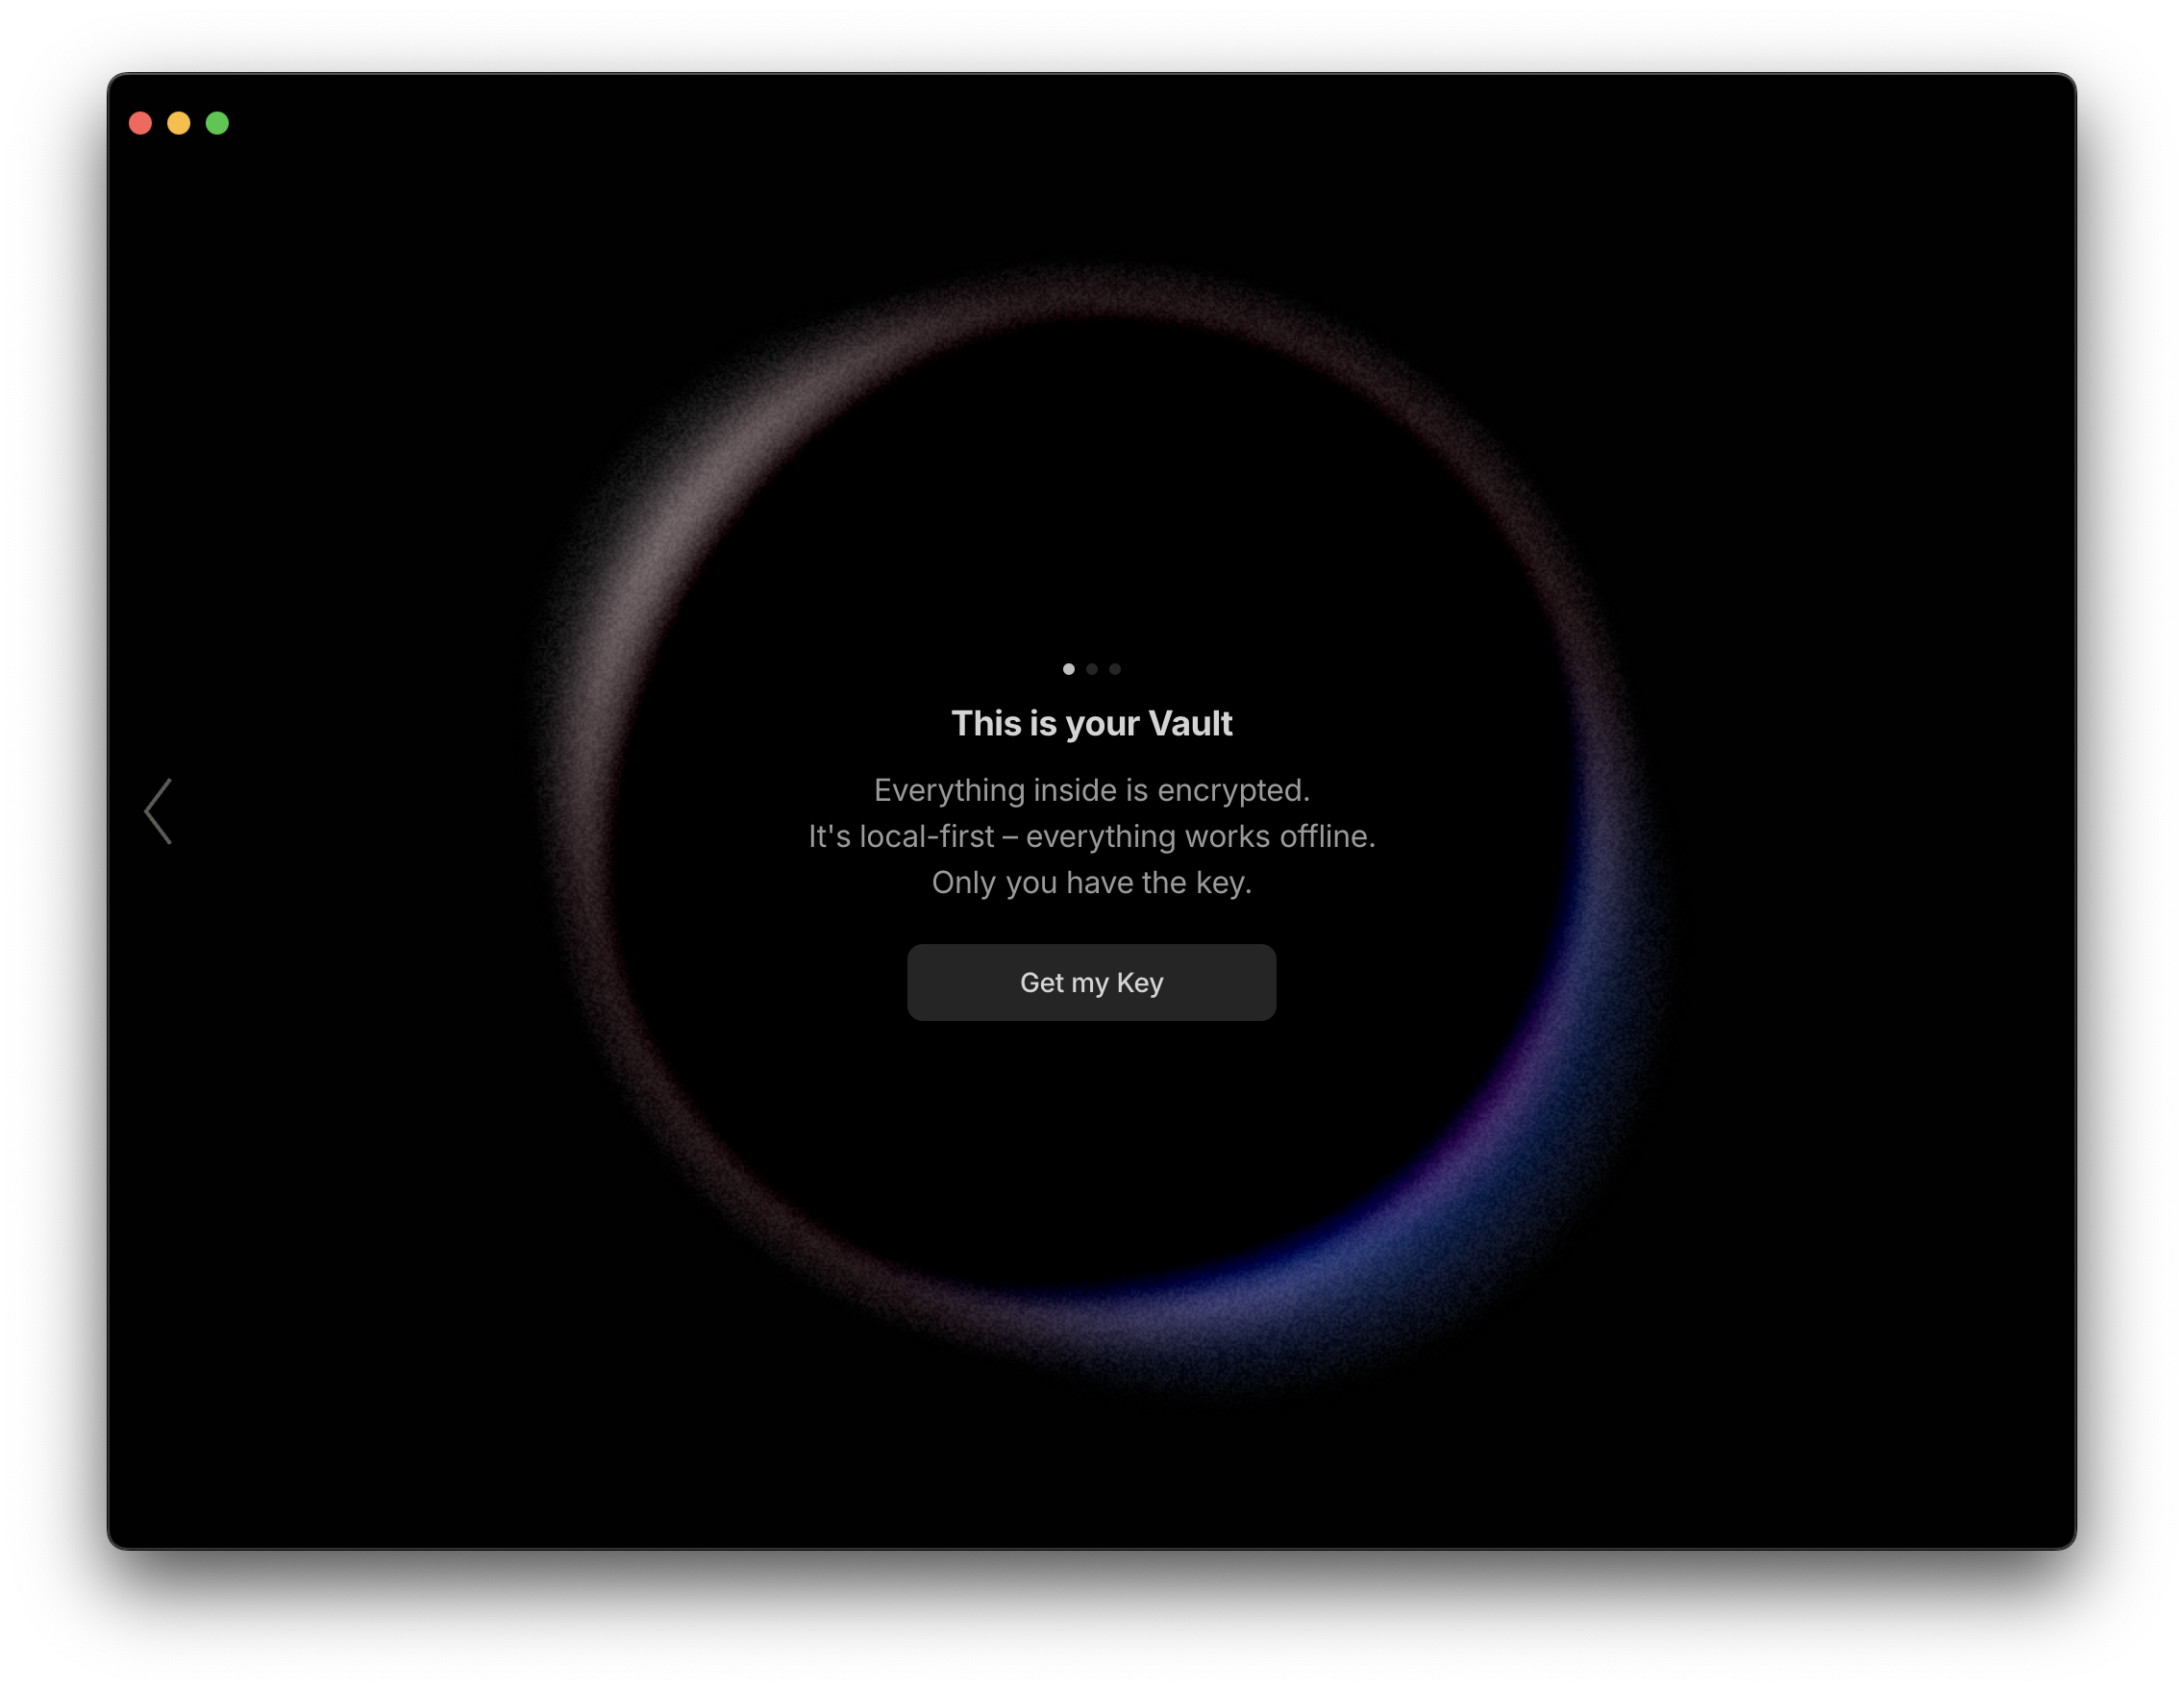 This is your Vault
Everything inside is encrypted.
It's local-first – everything works offline.
Only you have the key.
Get my Key